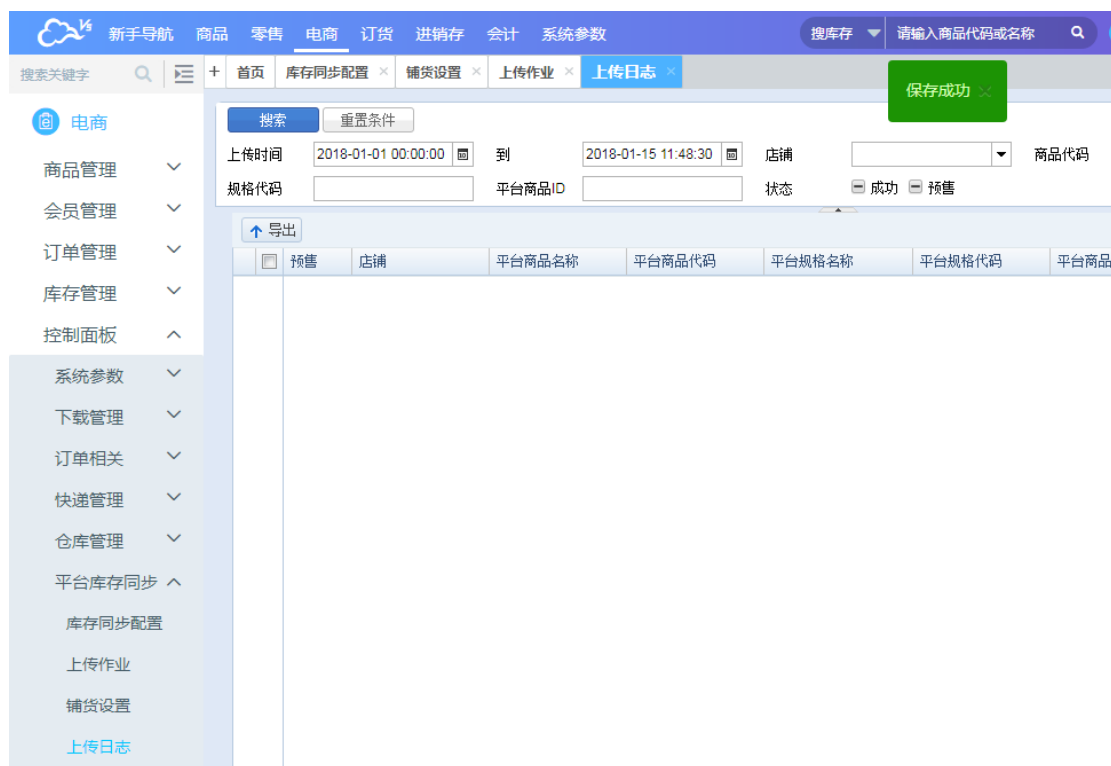 V5 新手导航 商品 零售 电商 订货 进销存 会计 系统参数 搜库存 请输入商品代码或名称
搜索关键字 + 首页 库存同步配置 × 铺货设置 × 上传作业 × 上传日志 ×
保存成功 ×
电商
搜索 重置条件
上传时间 2018-01-01 00:00:00 到 2018-01-15 11:48:30 店铺 商品代码
规格代码 平台商品ID 状态 成功 预售
导出
预售 店铺 平台商品名称 平台商品代码 平台规格名称 平台规格代码 平台商品
商品管理
会员管理
订单管理
库存管理
控制面板
系统参数
下载管理
订单相关
快递管理
仓库管理
平台库存同步
库存同步配置
上传作业
铺货设置
上传日志